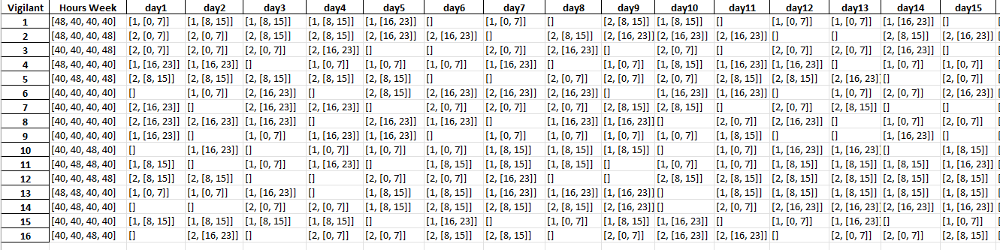 Vigilant Hours Week day1 day2 day3 day4 day5 day6 day7 day8 day9 day10 day11 day12 day13 day14 day15
1 [48, 40, 40, 40] [1, [0, 7]] [1, [8, 15]] [1, [8, 15]] [1, [8, 15]] [1, [16, 23]] [] [1, [0, 7]] [] [2, [8, 15]] [1, [8, 15]] [] [1, [0, 7]] [1, [0, 7]] [1, [16, 23]] []
2 [48, 40, 40, 48] [2, [0, 7]] [2, [0, 7]] [2, [8, 15]] [2, [8, 15]] [2, [16, 23]] [2, [16, 23]] [] [2, [8, 15]] [2, [16, 23]] [2, [16, 23]] [2, [16, 23]] [] [] [2, [8, 15]] [2, [16, 23]]
3 [40, 40, 40, 48] [2, [0, 7]] [2, [0, 7]] [2, [0, 7]] [2, [16, 23]] [] [] [2, [0, 7]] [2, [16, 23]] [] [2, [0, 7]] [] [2, [0, 7]] [2, [0, 7]] [2, [16, 23]] []
4 [48, 40, 40, 40] [1, [16, 23]] [1, [16, 23]] [] [1, [0, 7]] [1, [0, 7]] [1, [0, 7]] [1, [16, 23]] [] [1, [0, 7]] [1, [8, 15]] [1, [16, 23]] [1, [16, 23]] [] [1, [0, 7]] [1, [0, 7]]
5 [40, 48, 40, 48] [2, [8, 15]] [2, [8, 15]] [2, [8, 15]] [2, [8, 15]] [2, [8, 15]] [] [] [2, [0, 7]] [2, [0, 7]] [2, [0, 7]] [2, [8, 15]] [2, [8, 15]] [2, [16, 23] [] [2, [0, 7]]
6 [40, 40, 40, 40] [] [1, [0, 7]] [2, [16, 23]] [] [2, [8, 15]] [2, [16, 23]] [2, [16, 23]] [2, [16, 23]] [] [1, [16, 23]] [1, [16, 23]] [] [1, [0, 7]] [2, [0, 7]] [2, [16, 23]]
7 [40, 40, 40, 40] [2, [16, 23]] [] [2, [16, 23]] [2, [16, 23]] [] [2, [0, 7]] [2, [0, 7]] [2, [0, 7]] [2, [8, 15]] [2, [8, 15]] [] [2, [0, 7]] [2, [8, 15]] [] []
8 [40, 40, 40, 40] [2, [16, 23]] [2, [16, 23]] [1, [16, 23]] [] [2, [16, 23]] [1, [16, 23]] [] [1, [16, 23]] [1, [16, 23]] [] [2, [0, 7]] [2, [16, 23]] [] [1, [0, 7]] [2, [0, 7]]
9 [40, 40, 40, 40] [1, [16, 23]] [] [1, [0, 7]] [1, [16, 23]] [1, [16, 23]] [] [1, [0, 7]] [1, [0, 7]] [1, [0, 7]] [1, [0, 7]] [1, [8, 15]] [] [] [1, [16, 23]] []
10 [40, 40, 48, 40] [] [1, [16, 23]] [] [1, [0, 7]] [1, [0, 7]] [1, [0, 7]] [1, [8, 15]] [1, [8, 15]] [1, [8, 15]] [] [1, [0, 7]] [1, [16, 23]] [1, [16, 23] [] [1, [8, 15]]
11 [40, 48, 48, 40] [1, [8, 15]] [] [1, [0, 7]] [1, [16, 23]] [] [1, [8, 15]] [1, [8, 15]] [1, [8, 15]] [] [1, [0, 7]] [1, [0, 7]] [1, [8, 15]] [1, [8, 15]] [1, [8, 15]] [1, [16, 23]]
12 [40, 40, 48, 48] [2, [8, 15]] [2, [8, 15]] [] [] [2, [0, 7]] [2, [0, 7]] [2, [16, 23]] [] [] [2, [8, 15]] [2, [8, 15]] [2, [8, 15]] [2, [8, 15]] [2, [8, 15]] [2, [8, 15]]
13 [48, 48, 40, 40] [1, [0, 7]] [1, [0, 7]] [1, [16, 23]] [] [1, [8, 15]] [1, [8, 15]] [1, [16, 23]] [1, [16, 23]] [1, [16, 23]] [] [1, [8, 15]] [1, [8, 15]] [1, [8, 15]] [1, [8, 15]] [1, [8, 15]]
14 [40, 48, 40, 40] [] [] [2, [0, 7]] [2, [0, 7]] [1, [8, 15]] [2, [8, 15]] [2, [8, 15]] [2, [8, 15]] [2, [16, 23] [] [2, [0, 7]] [2, [16, 23]] [2, [16, 23] [2, [16, 23]] [1, [16, 23]]
15 [40, 40, 40, 40] [1, [8, 15]] [1, [8, 15]] [1, [8, 15]] [1, [8, 15]] [] [1, [16, 23]] [] [1, [0, 7]] [1, [8, 15]] [1, [16, 23]] [] [1, [0, 7]] [1, [16, 23] [] [1, [0, 7]]
16 [40, 40, 48, 40] [] [2, [16, 23]] [] [2, [0, 7]] [2, [0, 7]] [2, [8, 15]] [2, [8, 15]] [] [2, [0, 7]] [2, [16, 23]] [2, [16, 23]] [] [2, [0, 7]] [2, [0, 7]] [2, [8, 15]]